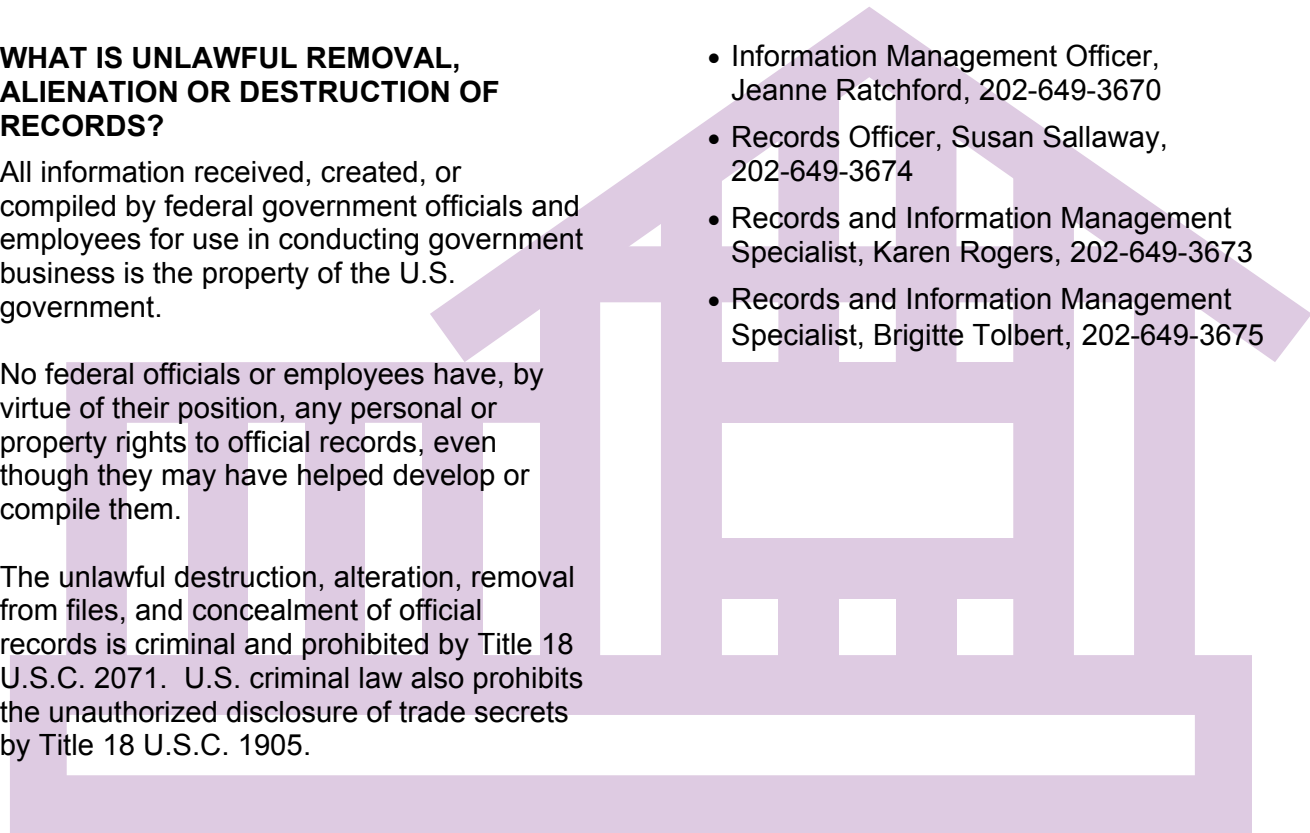 WHAT IS UNLAWFUL REMOVAL,
ALIENATION OR DESTRUCTION OF
RECORDS?
All information received, created, or
compiled by federal government officials and
employees for use in conducting government
business is the property of the U.S.
government.
No federal officials or employees have, by
virtue of their position, any personal or
property rights to official records, even
though they may have helped develop or
compile them.
The unlawful destruction, alteration, removal
from files, and concealment of official
records is criminal and prohibited by Title 18
U.S.C. 2071.  U.S. criminal law also prohibits
the unauthorized disclosure of trade secrets
by Title 18 U.S.C. 1905.
• Information Management Officer,
Jeanne Ratchford, 202-649-3670
• Records Officer, Susan Sallaway,
202-649-3674
• Records and Information Management
Specialist, Karen Rogers, 202-649-3673
• Records and Information Management
Specialist, Brigitte Tolbert, 202-649-3675